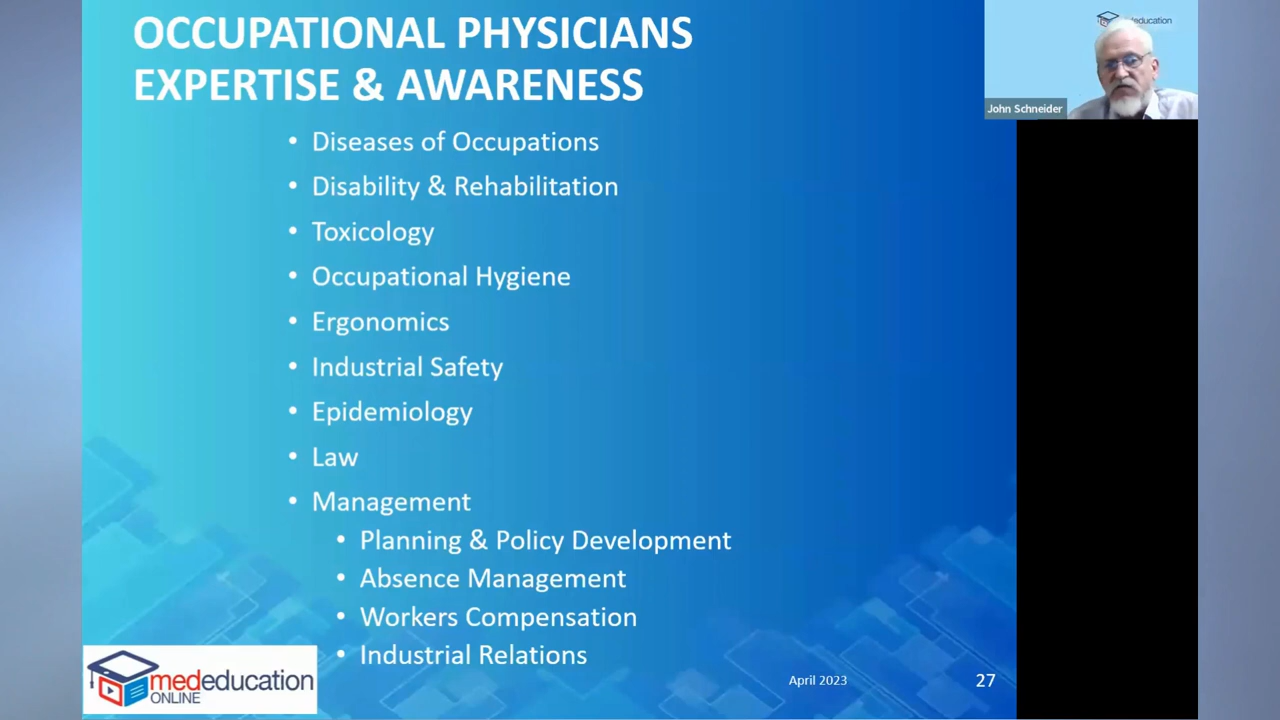 OCCUPATIONAL PHYSICIANS
EXPERTISE & AWARENESS
education
John Schneider
• Diseases of Occupations
• Disability & Rehabilitation
• Toxicology
• Occupational Hygiene
• Ergonomics
• Industrial Safety
• Epidemiology
• Law
• Management
• Planning & Policy Development
• Absence Management
• Workers Compensation
• Industrial Relations
mededucation
ONLINE
April 2023
27